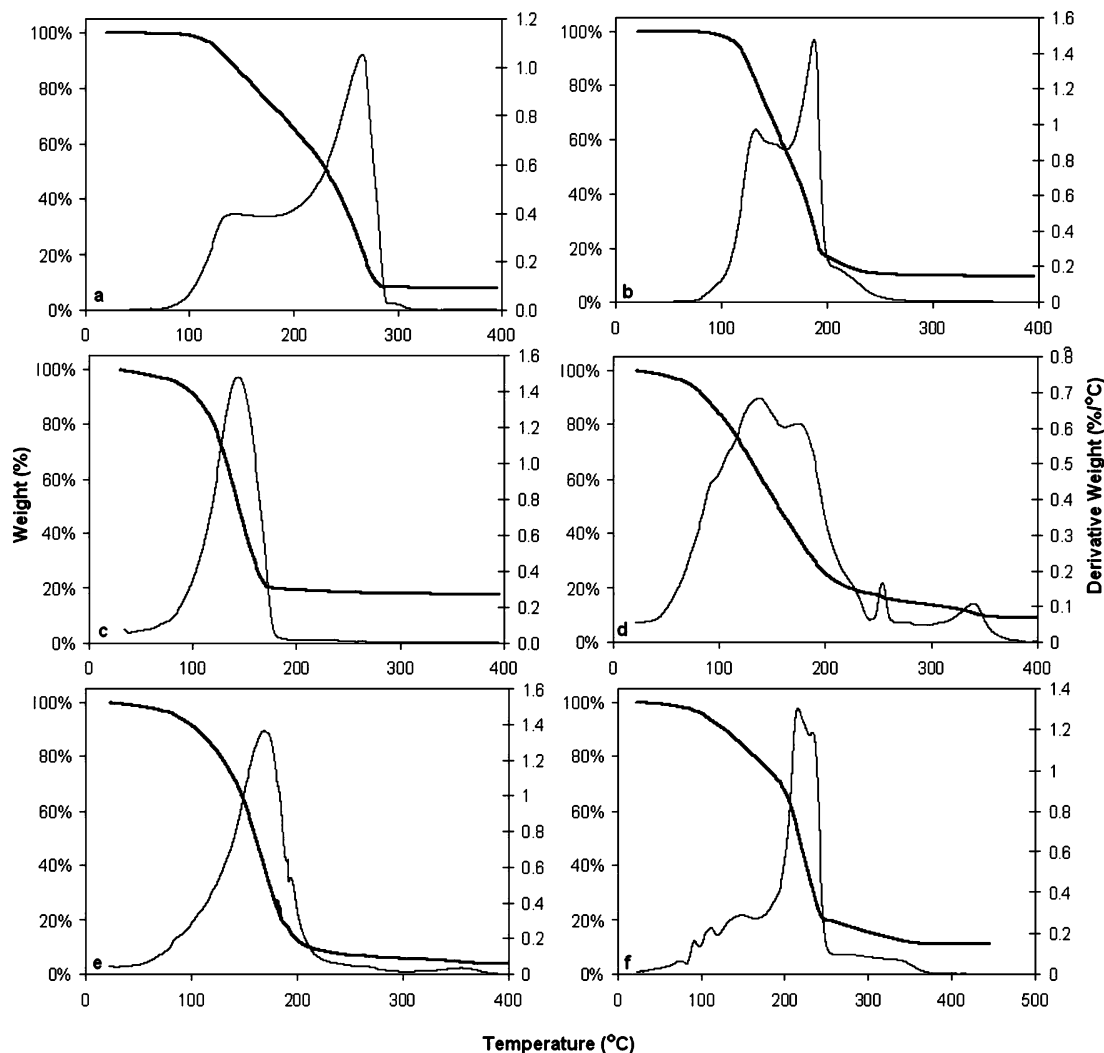 100% 80% 60% 40% 20% 0%
1.2 1.0 0.8 0.6 0.4 0.2 0.0
a
0 100 200 300 400
100% 80% 60% 40% 20% 0%
1.6 1.4 1.2 1 0.8 0.6 0.4 0.2 0
b
0 100 200 300 400
Weight (%)
100% 80% 60% 40% 20% 0%
1.6 1.4 1.2 1.0 0.8 0.6 0.4 0.2 0.0
c
0 100 200 300 400
100% 80% 60% 40% 20% 0%
0.8 0.7 0.6 0.5 0.4 0.3 0.2 0.1 0
d
0 100 200 300 400
Derivative Weight (%/°C)
100% 80% 60% 40% 20% 0%
1.6 1.4 1.2 1.0 0.8 0.6 0.4 0.2 0.0
e
0 100 200 300 400
100% 80% 60% 40% 20% 0%
1.4 1.2 1 0.8 0.6 0.4 0.2 0
f
0 100 200 300 400 500
Temperature (°C)